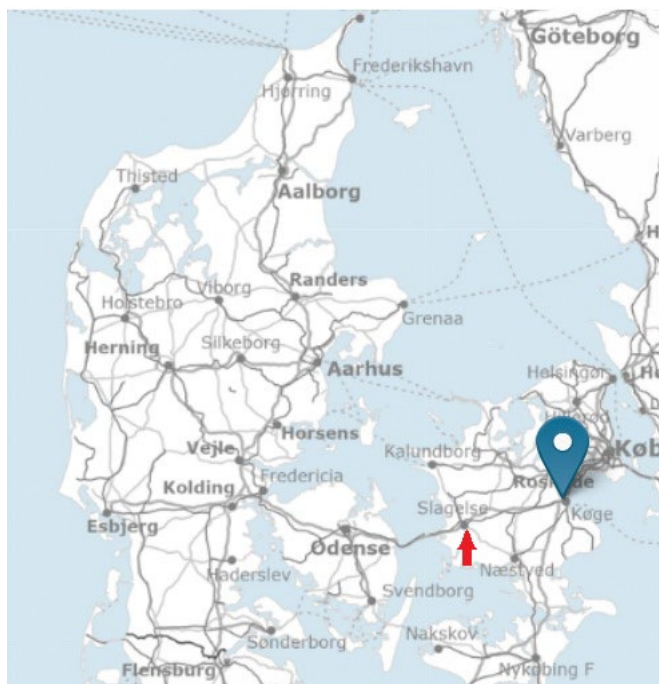 Göteborg
Frederikshavn
Hjørring
Varberg
Thisted
Aalborg
Randers
Viborg
Holstebro
Grenaa
Silkeborg
Herning
Aarhus
Helsingør
Horsens
Vejle
Kalundborg
Køb
Fredericia
Kolding
Slagelse
Køge
Esbjerg
Odense
Næstved
Haderslev
Svendborg
Sønderborg
Nakskov
Flensburg
Nykøbing F